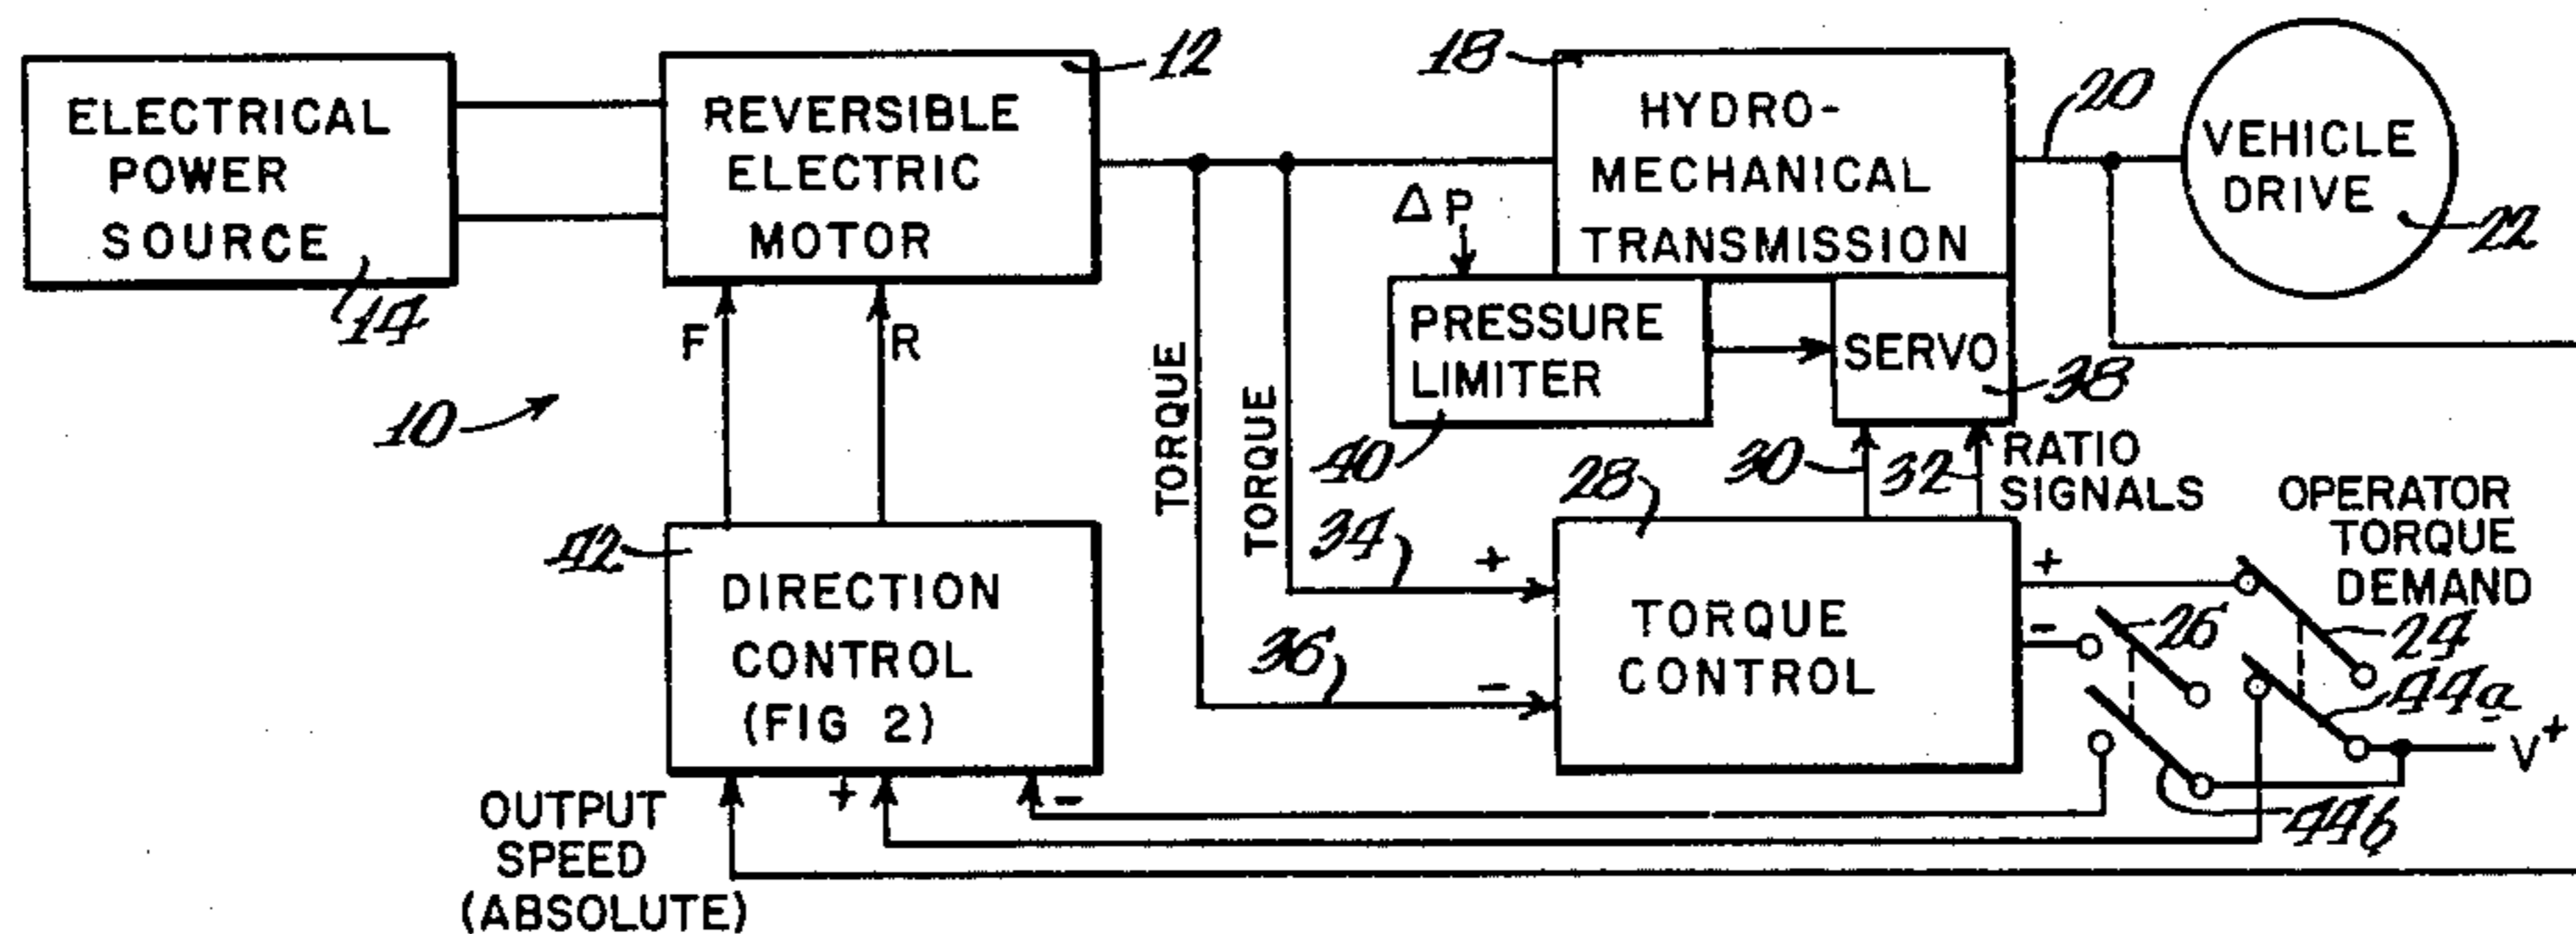 ELECTRICAL
POWER
SOURCE
14
REVERSIBLE
ELECTRIC
MOTOR
12
18
HYDRO-
MECHANICAL
TRANSMISSION
20
VEHICLE
DRIVE
22
Δ P
PRESSURE
LIMITER
40
SERVO
38
10
F
R
TORQUE
TORQUE
30
32
RATIO
SIGNALS
28
34
+
36
-
TORQUE
CONTROL
+
-
OPERATOR
TORQUE
DEMAND
26
24
44a
44b
V+
42
DIRECTION
CONTROL
(FIG 2)
OUTPUT
SPEED
(ABSOLUTE)
+
-